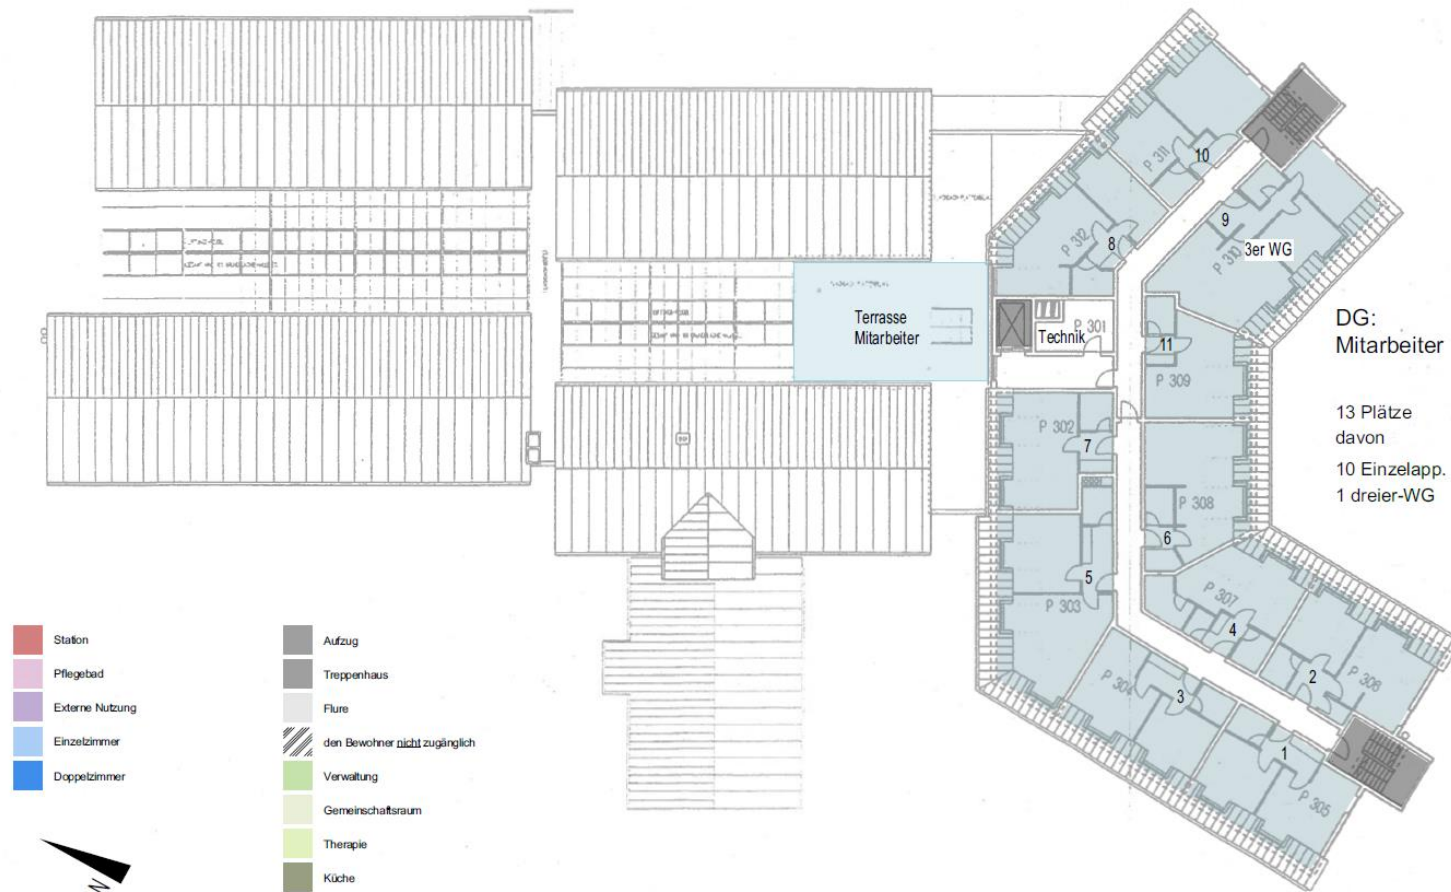 P 311
10
P 312
8
9
P 310
3er WG
Terrasse
Mitarbeiter
Technik
P 301
11
P 309
DG:
Mitarbeiter
13 Plätze
davon
10 Einzelapp.
1 dreier-WG
P 302
7
P 308
6
5
P 303
P 307
4
2
P 306
P 304
3
1
P 305
Station
Pflegebad
Externe Nutzung
Einzelzimmer
Doppelzimmer
Aufzug
Treppenhaus
Flure
den Bewohner nicht zugänglich
Verwaltung
Gemeinschaftsraum
Therapie
Küche
N